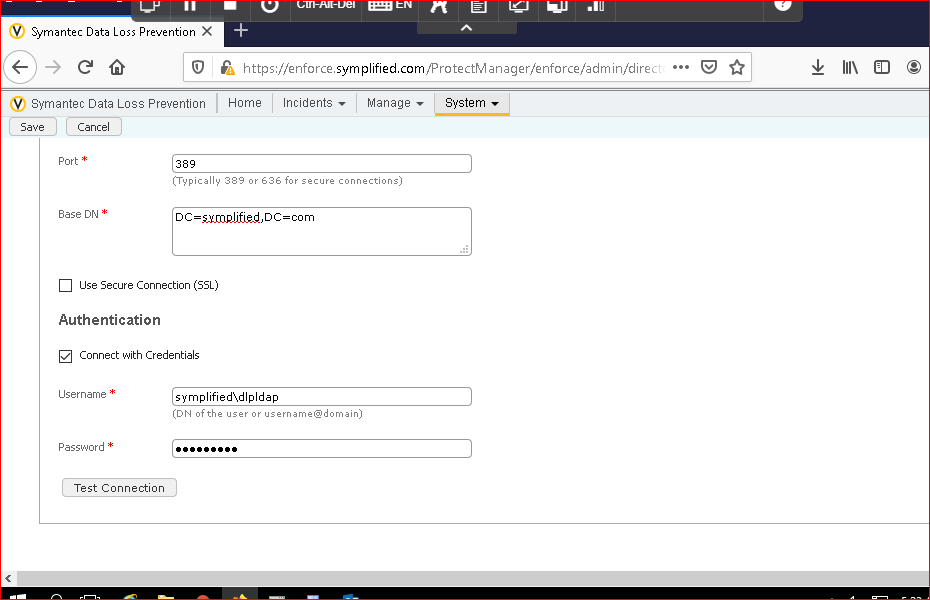 Ctrl-Alt-Del
EN
Symantec Data Loss Prevention
https://enforce.symplified.com/ProtectManager/enforce/admin/direct
Symantec Data Loss Prevention
Home
Incidents
Manage
System
Save
Cancel
Port *
389
(Typically 389 or 636 for secure connections)
Base DN *
DC=symplified,DC=com
Use Secure Connection (SSL)
Authentication
Connect with Credentials
Username *
symplified\dlpldap
(DN of the user or username@domain)
Password *
•••••••••
Test Connection